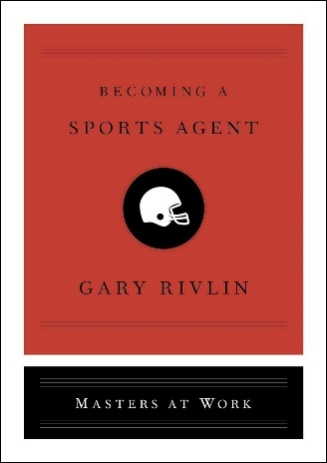 BECOMING A
SPORTS AGENT
GARY RIVLIN
MASTERS AT WORK